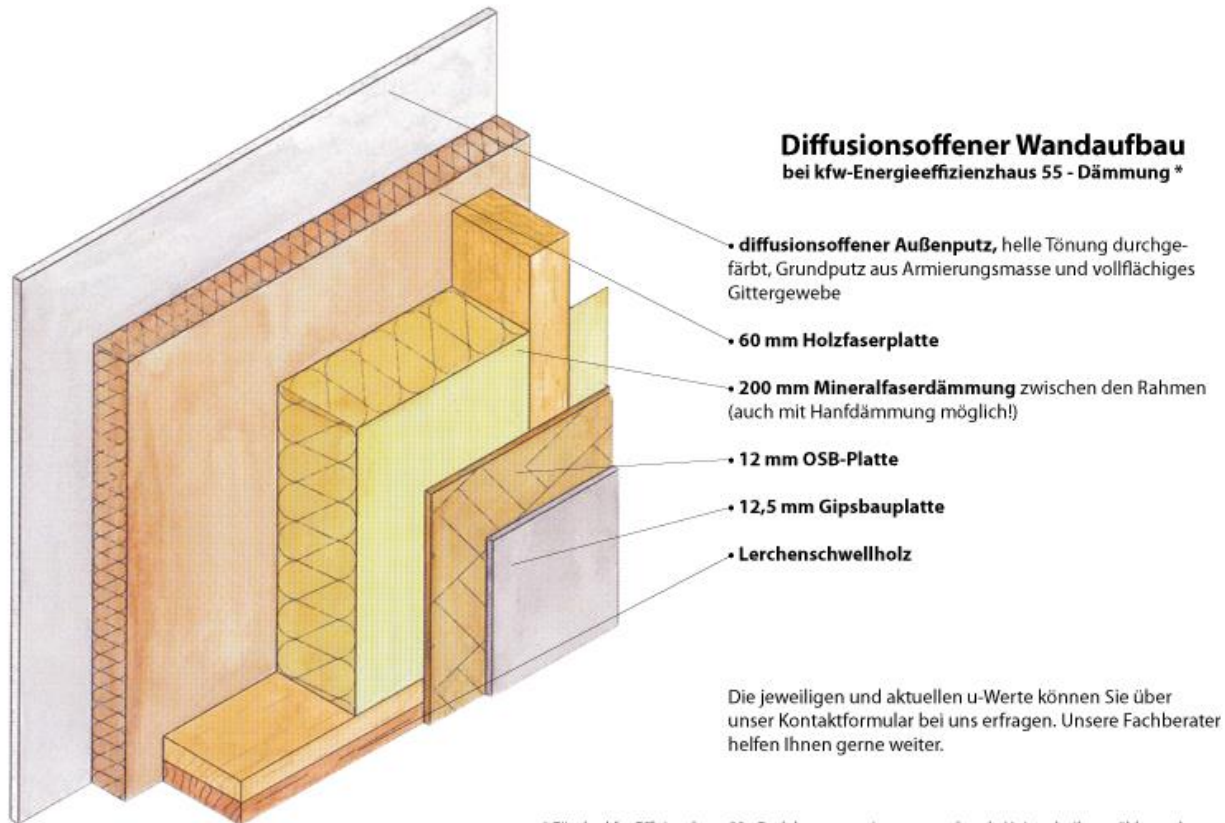 Diffusionsoffener Wandaufbau
bei kfw-Energieeffizienzhaus 55 - Dämmung *
• diffusionsoffener Außenputz, helle Tönung durchge-
färbt, Grundputz aus Armierungsmasse und vollflächiges
Gittergewebe
• 60 mm Holzfaserplatte
• 200 mm Mineralfaserdämmung zwischen den Rahmen
(auch mit Hanfdämmung möglich!)
• 12 mm OSB-Platte
• 12,5 mm Gipsbauplatte
• Lerchenschwellholz
Die jeweiligen und aktuellen u-Werte können Sie über
unser Kontaktformular bei uns erfragen. Unsere Fachberater
helfen Ihnen gerne weiter.